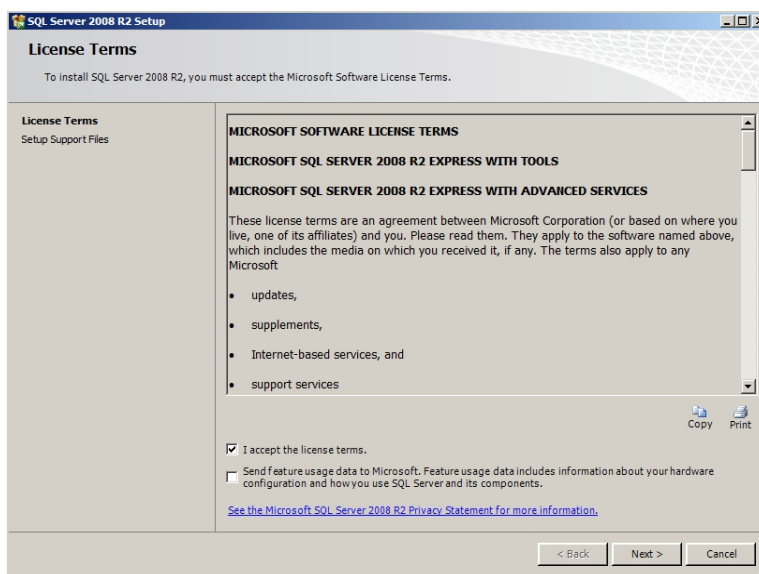 SQL Server 2008 R2 Setup
License Terms
To install SQL Server 2008 R2, you must accept the Microsoft Software License Terms.
License Terms
Setup Support Files
MICROSOFT SOFTWARE LICENSE TERMS
MICROSOFT SQL SERVER 2008 R2 EXPRESS WITH TOOLS
MICROSOFT SQL SERVER 2008 R2 EXPRESS WITH ADVANCED SERVICES
These license terms are an agreement between Microsoft Corporation (or based on where you
live, one of its affiliates) and you. Please read them. They apply to the software named above,
which includes the media on which you received it, if any. The terms also apply to any
Microsoft
• updates,
• supplements,
• Internet-based services, and
• support services
Copy Print
I accept the license terms.
Send feature usage data to Microsoft. Feature usage data includes information about your hardware
configuration and how you use SQL Server and its components.
See the Microsoft SQL Server 2008 R2 Privacy Statement for more information.
< Back Next > Cancel